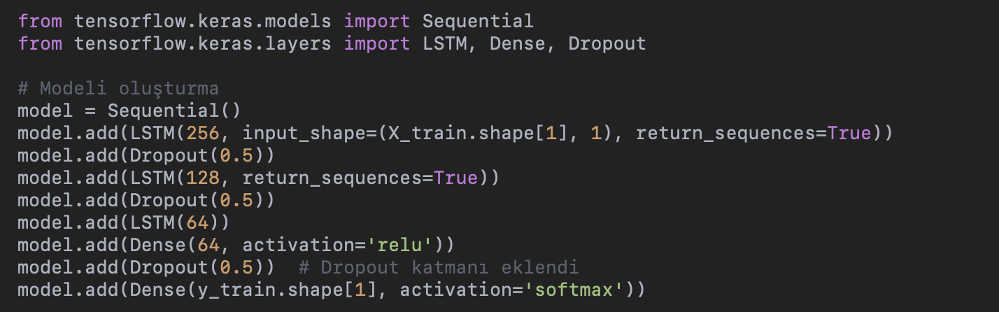 from tensorflow.keras.models import Sequential
from tensorflow.keras.layers import LSTM, Dense, Dropout
# Modeli oluşturma
model = Sequential()
model.add(LSTM(256, input_shape=(X_train.shape[1], 1), return_sequences=True))
model.add(Dropout(0.5))
model.add(LSTM(128, return_sequences=True))
model.add(Dropout(0.5))
model.add(LSTM(64))
model.add(Dense(64, activation='relu'))
model.add(Dropout(0.5))  # Dropout katmanı eklendi
model.add(Dense(y_train.shape[1], activation='softmax'))